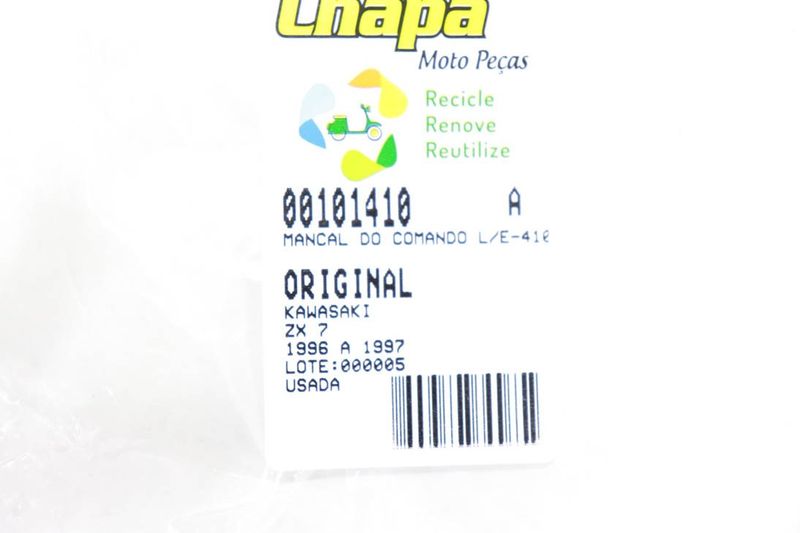 Chapa
Moto Peças
Recicle
Renove
Reutilize
00101410 A
MANCAL DO COMANDO L/E-410
ORIGINAL
KAWASAKI
ZX 7
1996 A 1997
LOTE:000005
USADA